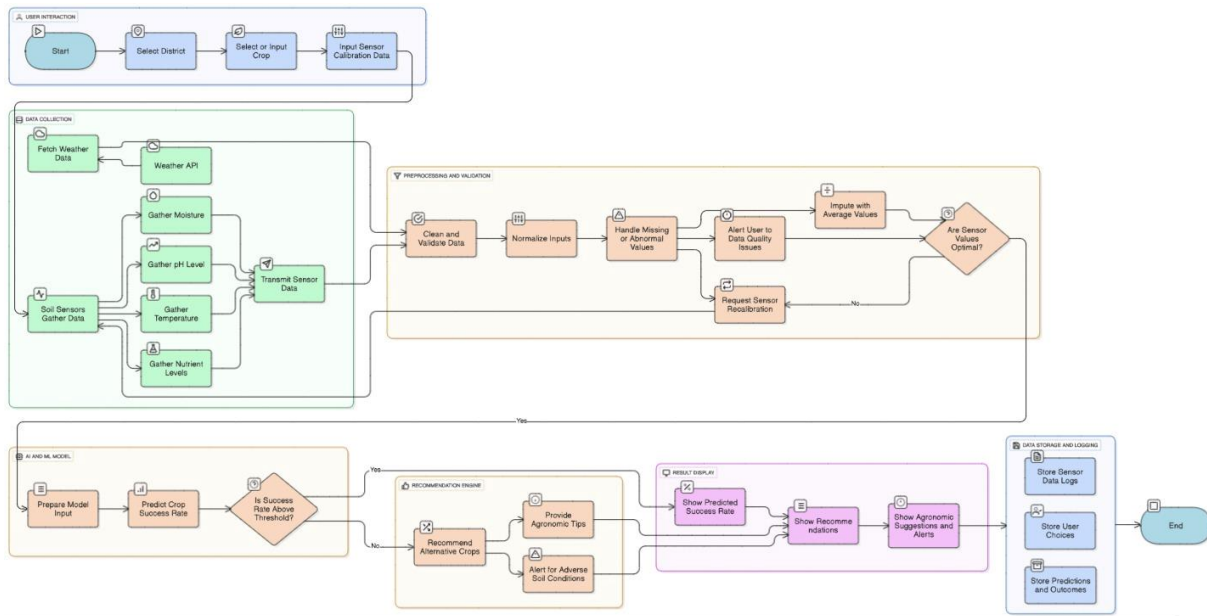 USER INTERACTION
Start
Select District
Select or Input
Crop
Input Sensor
Calibration Data
DATA COLLECTION
Fetch Weather
Data
Weather API
Gather Moisture
Gather pH Level
Soil Sensors
Gather Data
Gather
Temperature
Gather Nutrient
Levels
Transmit Sensor
Data
PREPROCESSING AND VALIDATION
Clean and
Validate Data
Normalize Inputs
Handle Missing
or Abnormal
Values
Impute with
Average Values
Alert User to
Data Quality
Issues
Request Sensor
Recalibration
Are Sensor
Values
Optimal?
No
Yes
AI AND ML MODEL
Prepare Model
Input
Predict Crop
Success Rate
Is Success
Rate Above
Threshold?
Yes
No
RECOMMENDATION ENGINE
Recommend
Alternative Crops
Provide
Agronomic Tips
Alert for Adverse
Soil Conditions
RESULT DISPLAY
Show Predicted
Success Rate
Show Recomme
ndations
Show Agronomic
Suggestions and
Alerts
DATA STORAGE AND LOGGING
Store Sensor
Data Logs
Store User
Choices
Store Predictions
and Outcomes
End